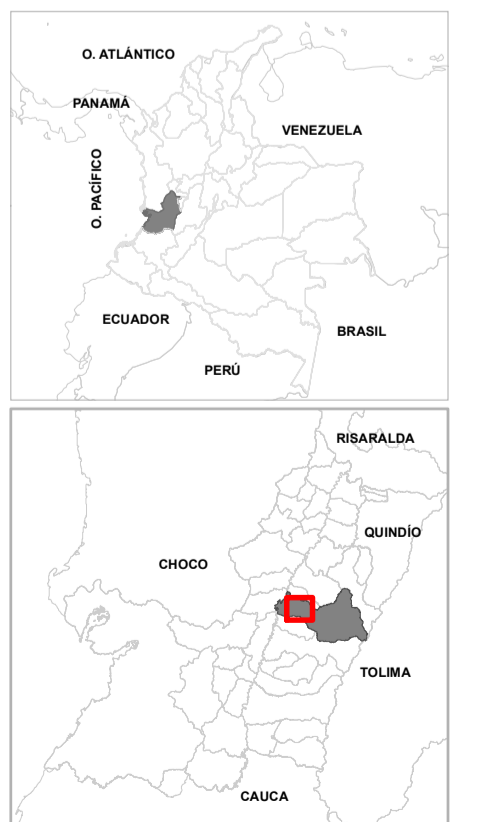 O. ATLÁNTICO
PANAMÁ
VENEZUELA
O. PACÍFICO
ECUADOR
BRASIL
PERÚ
RISARALDA
QUINDÍO
CHOCO
TOLIMA
CAUCA